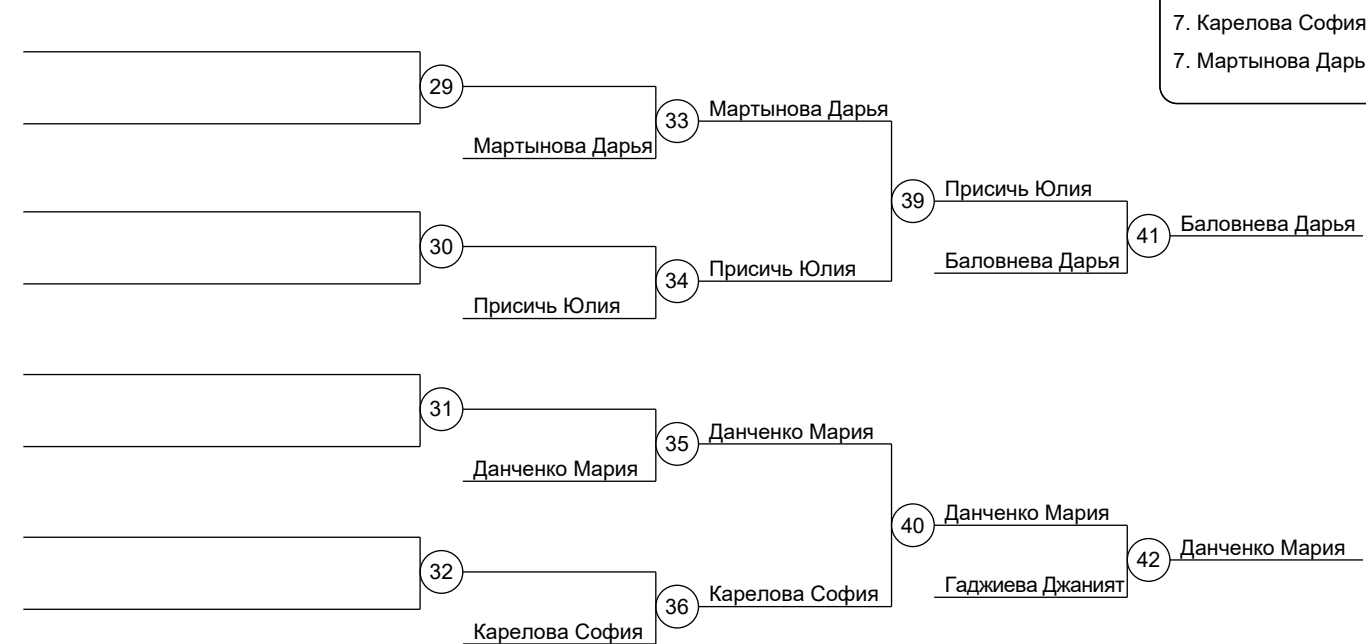 7. Карелова София
7. Мартынова Дарь
29
33
Мартынова Дарья
Мартынова Дарья
39
Присичь Юлия
41
Баловнева Дарья
30
34
Присичь Юлия
Баловнева Дарья
Присичь Юлия
31
35
Данченко Мария
Данченко Мария
40
Данченко Мария
42
Данченко Мария
32
36
Карелова София
Гаджиева Джаният
Карелова София